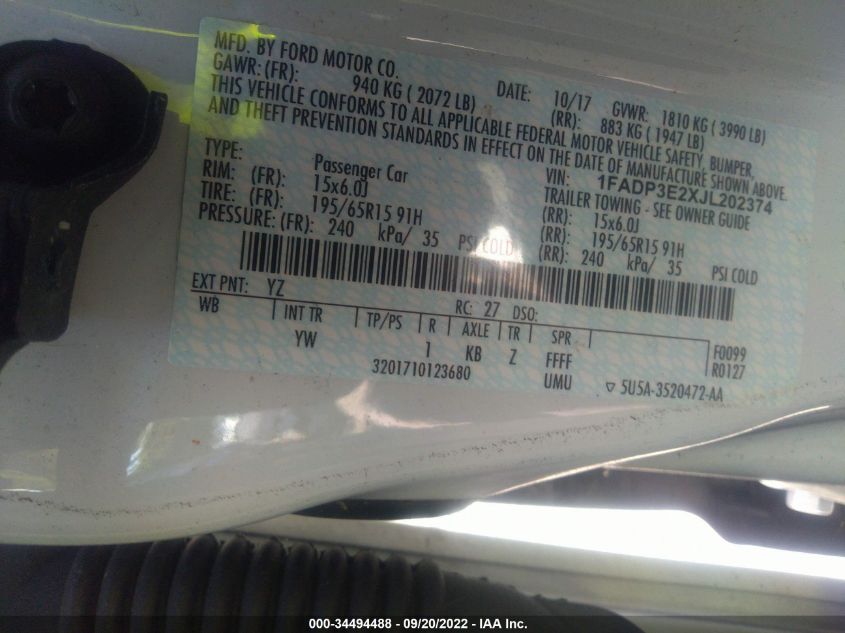 MFD. BY FORD MOTOR CO. DATE: 10/17 GVWR: 1810 KG ( 3990 LB)
GAWR: (FR): 940 KG ( 2072 LB) (RR): 883 KG ( 1947 LB)
THIS VEHICLE CONFORMS TO ALL APPLICABLE FEDERAL MOTOR VEHICLE SAFETY, BUMPER,
AND THEFT PREVENTION STANDARDS IN EFFECT ON THE DATE OF MANUFACTURE SHOWN ABOVE.
VIN: 1FADP3E2XJL202374
TYPE: Passenger Car TRAILER TOWING - SEE OWNER GUIDE
RIM: (FR): 15x6.0J (RR): 15x6.0J
TIRE: (FR): 195/65R15 91H (RR): 195/65R15 91H
PRESSURE: (FR): 240 kPa/ 35 PSI COLD (RR): 240 kPa/ 35 PSI COLD
EXT PNT: YZ RC: 27 DSO:
WB INT TR TP/PS R AXLE TR SPR F0099
YW 1 KB Z FFFF R0127
3201710123680 UMU ▽ 5U5A-3520472-AA
000-34494488 - 09/20/2022 - IAA Inc.